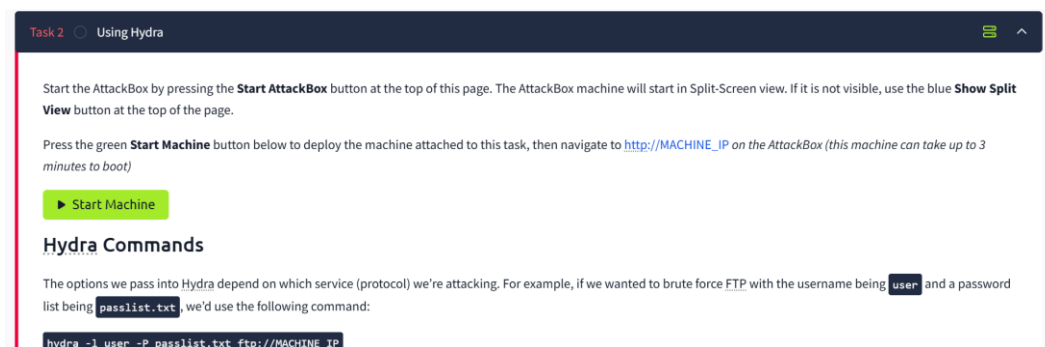 Task 2 Using Hydra
Start the AttackBox by pressing the Start AttackBox button at the top of this page. The AttackBox machine will start in Split-Screen view. If it is not visible, use the blue Show Split
View button at the top of the page.
Press the green Start Machine button below to deploy the machine attached to this task, then navigate to http://MACHINE_IP on the AttackBox (this machine can take up to 3
minutes to boot)
Start Machine
Hydra Commands
The options we pass into Hydra depend on which service (protocol) we're attacking. For example, if we wanted to brute force FTP with the username being user and a password
list being passlist.txt, we'd use the following command:
hydra -l user -P passlist.txt ftp://MACHINE_IP